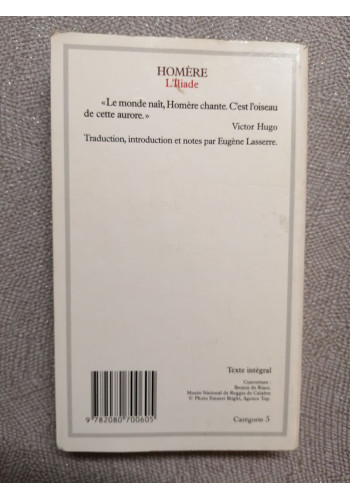 HOMÈRE
L'Iliade
«Le monde naît, Homère chante. C'est l'oiseau
de cette aurore.»
Victor Hugo
Traduction, introduction et notes par Eugène Lasserre.
Texte intégral
Couverture :
Bronze de Riace.
Musée National de Reggio de Calabre
© Photo
Agence Top.
9 782080 700605
Catégorie 5